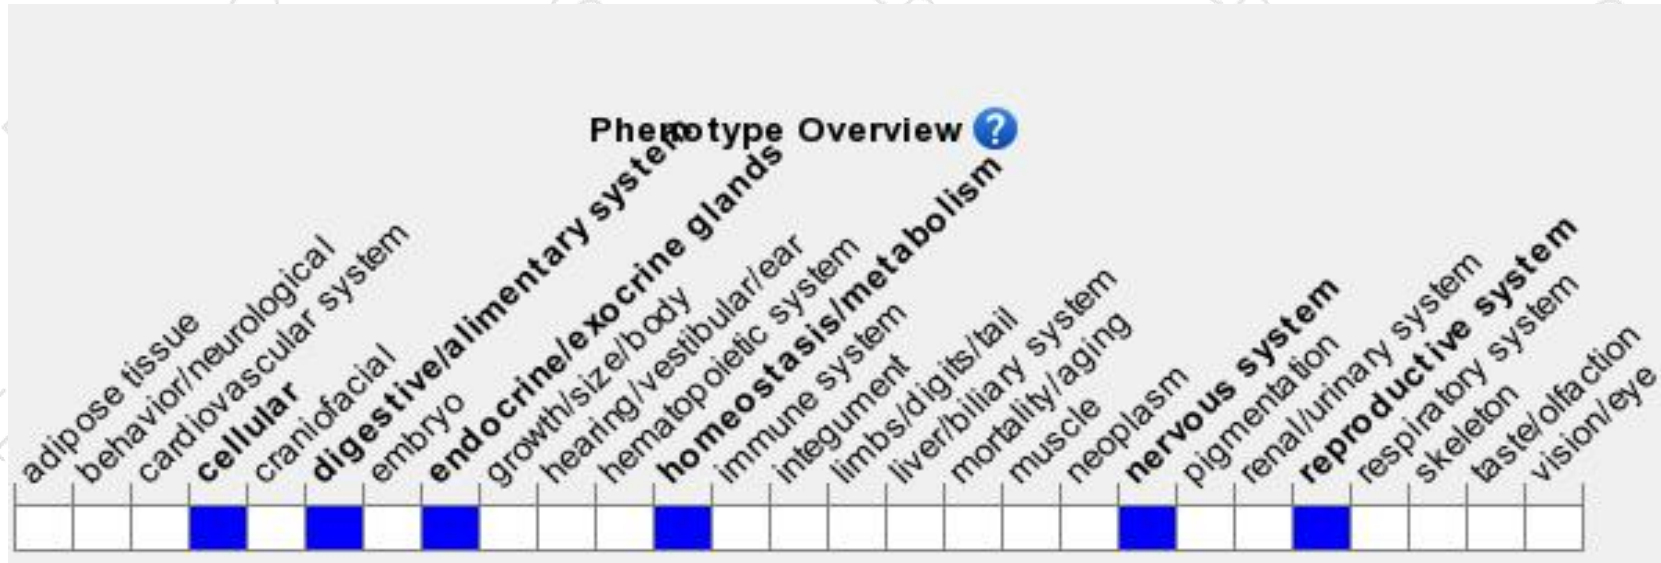 Phenotype Overview ?
adipose tissue
behavior/neurological
cardiovascular system
cellular
craniofacial
digestive/alimentary system
embryo
endocrine/exocrine glands
growth/size/body
hearing/vestibular/ear
hematopoietic system
homeostasis/metabolism
immune system
integument
limbs/digits/tail
liver/biliary system
mortality/aging
muscle
neoplasm
nervous system
pigmentation
renal/urinary system
reproductive system
respiratory system
skeleton
taste/olfaction
vision/eye